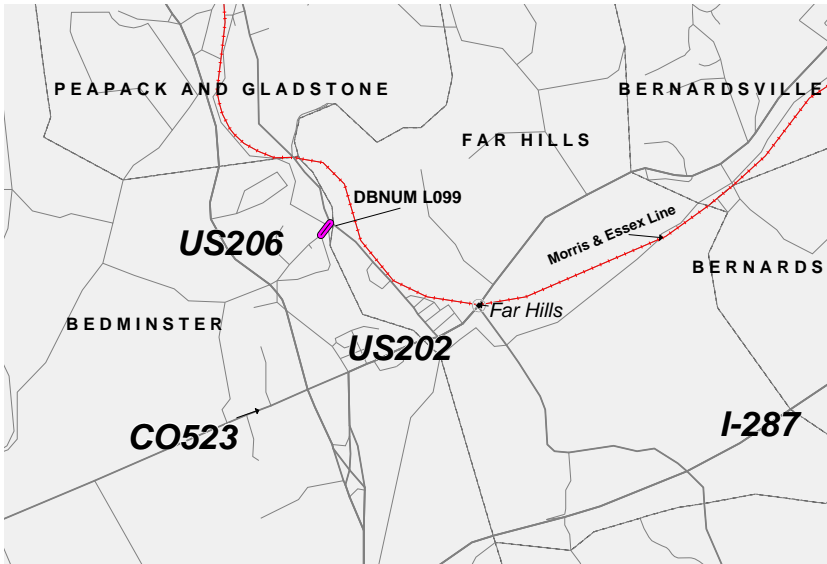 PEAPACK AND GLADSTONE
BERNARDSVILLE
FAR HILLS
DBNUM L099
Morris & Essex Line
US206
BERNARDS
Far Hills
BEDMINSTER
US202
CO523
I-287